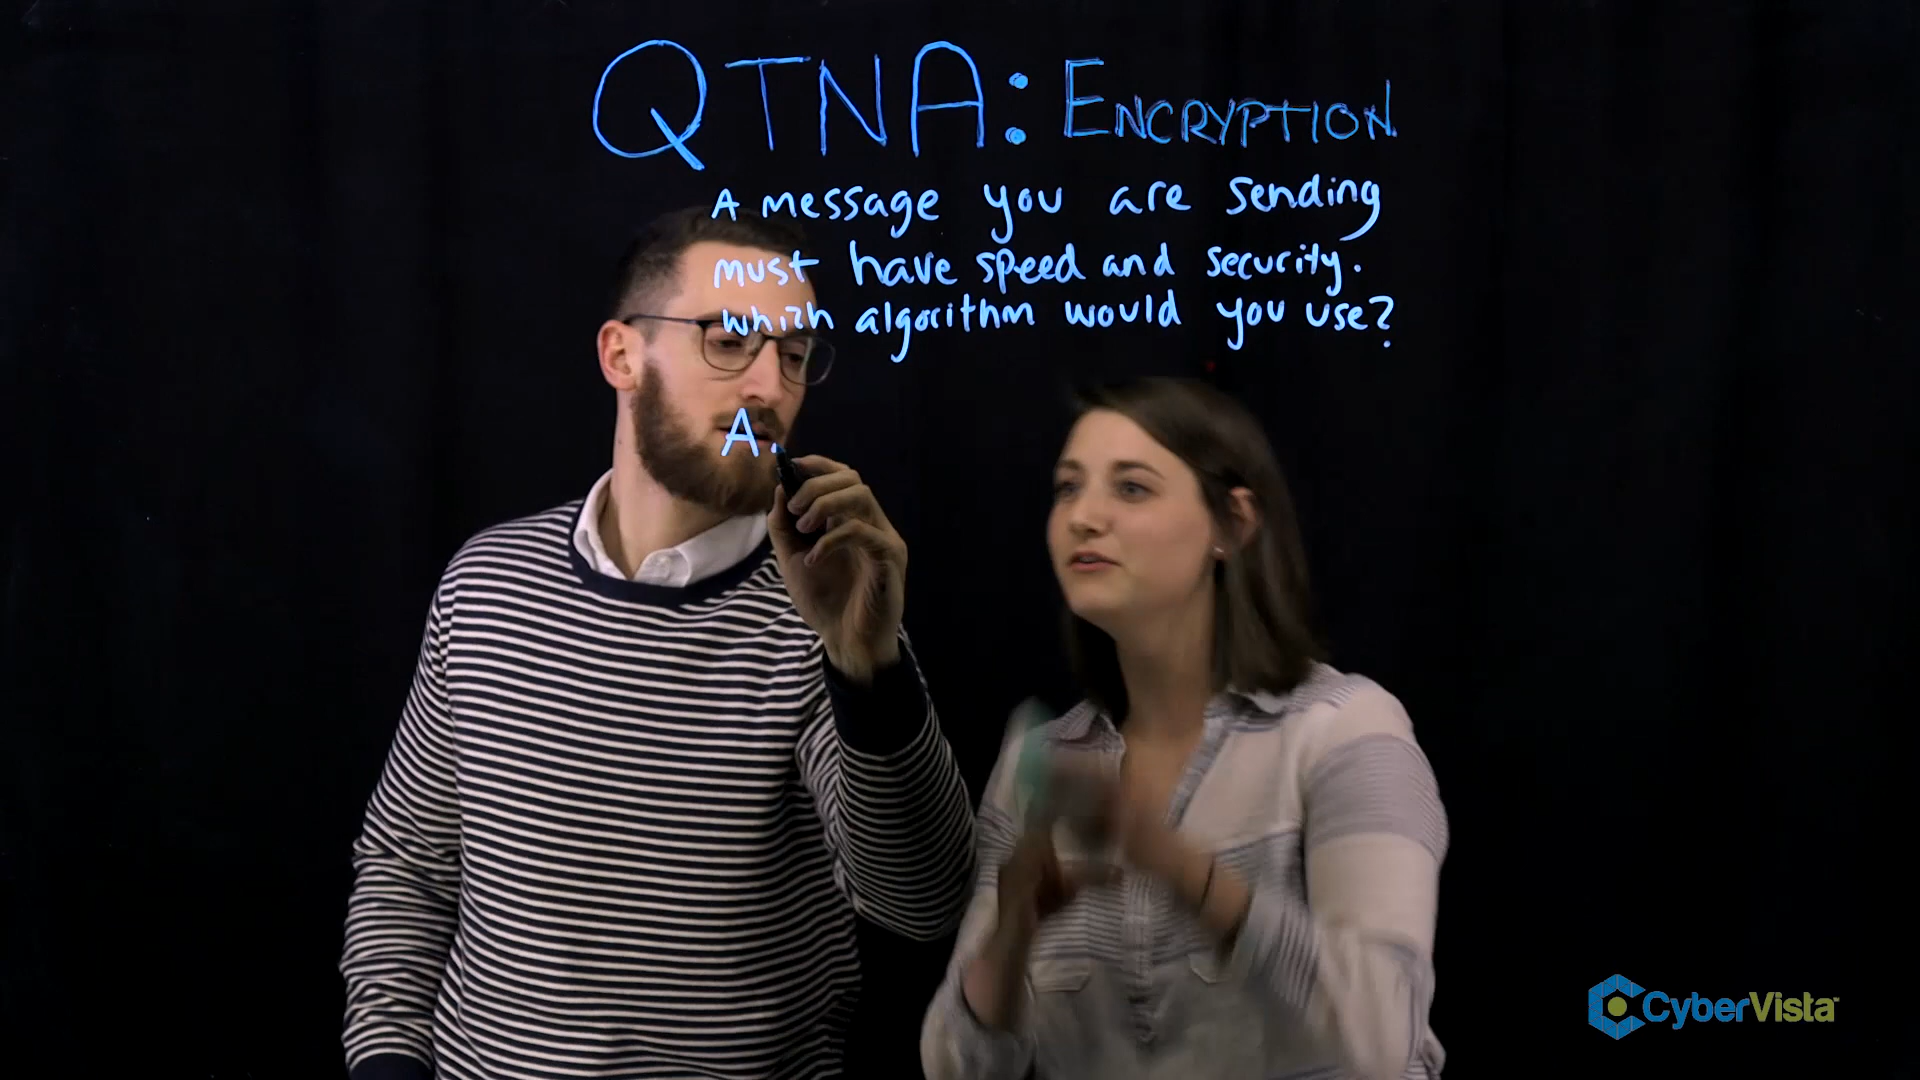 QTNA: ENCRYPTION
A message you are sending
must have speed and security.
which algorithm would you use?
A.
CyberVista